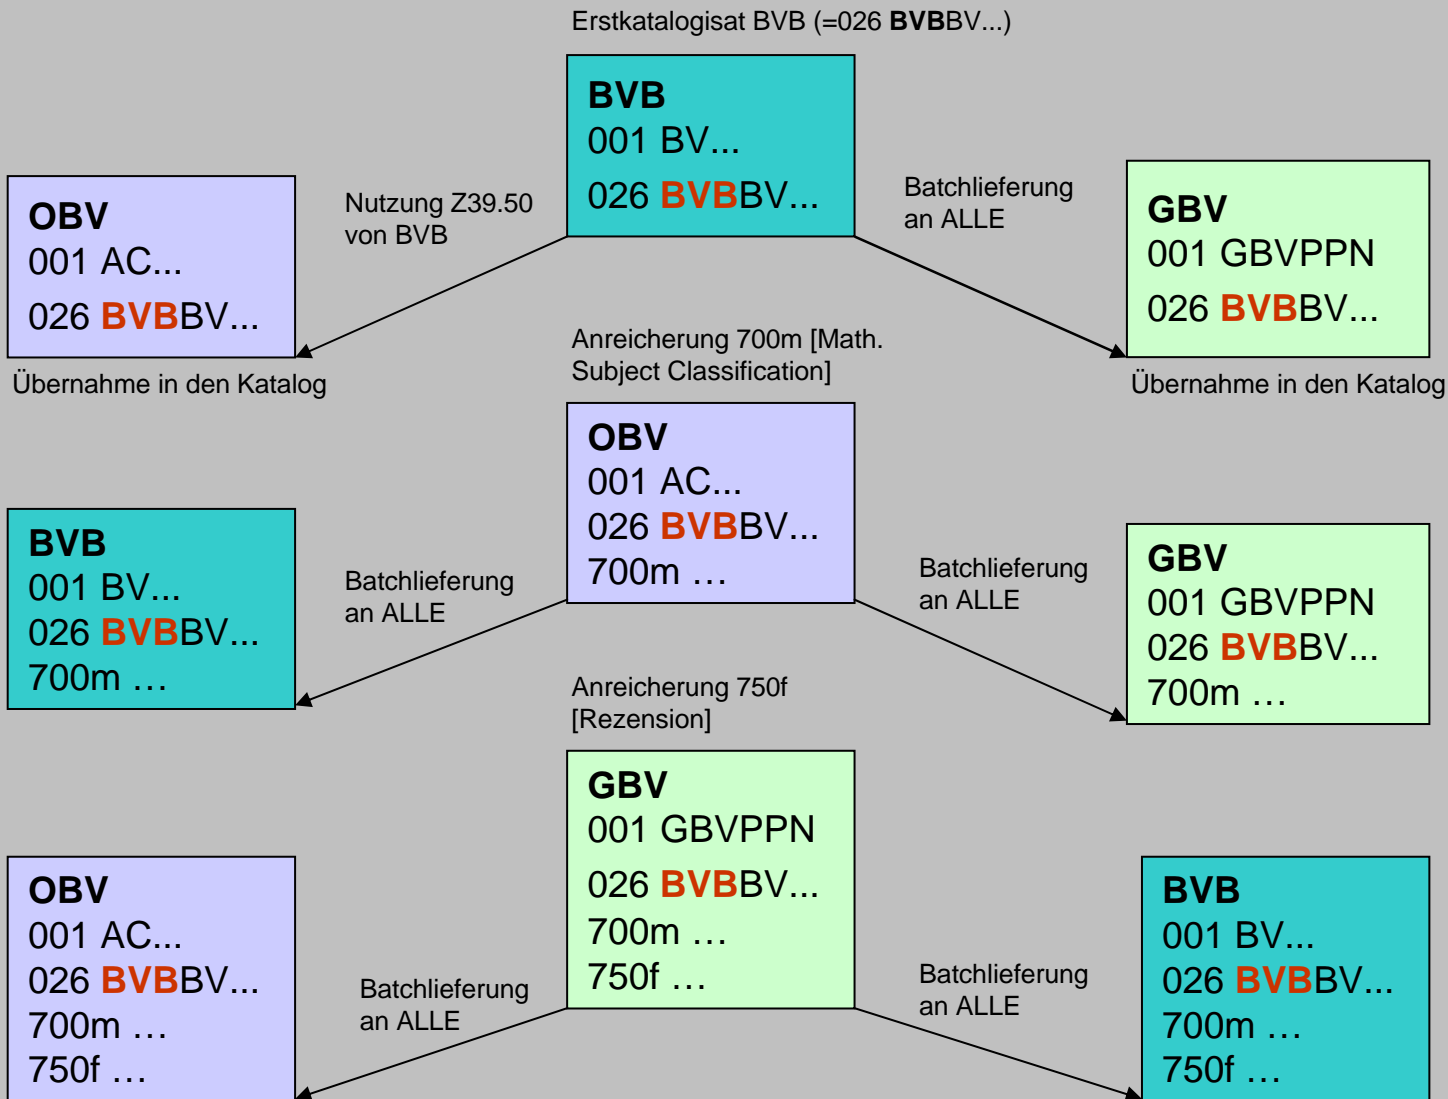 Erstkatalogisat BVB (=026 BVBBV...)
BVB
001 BV...
026 BVBBV...
Nutzung Z39.50
von BVB
Batchlieferung
an ALLE
OBV
001 AC...
026 BVBBV...
Übernahme in den Katalog
GBV
001 GBVPPN
026 BVBBV...
Übernahme in den Katalog
Anreicherung 700m [Math.
Subject Classification]
OBV
001 AC...
026 BVBBV...
700m …
Batchlieferung
an ALLE
Batchlieferung
an ALLE
BVB
001 BV...
026 BVBBV...
700m …
GBV
001 GBVPPN
026 BVBBV...
700m …
Anreicherung 750f
[Rezension]
GBV
001 GBVPPN
026 BVBBV...
700m …
750f …
Batchlieferung
an ALLE
Batchlieferung
an ALLE
OBV
001 AC...
026 BVBBV...
700m …
750f …
BVB
001 BV...
026 BVBBV...
700m …
750f …